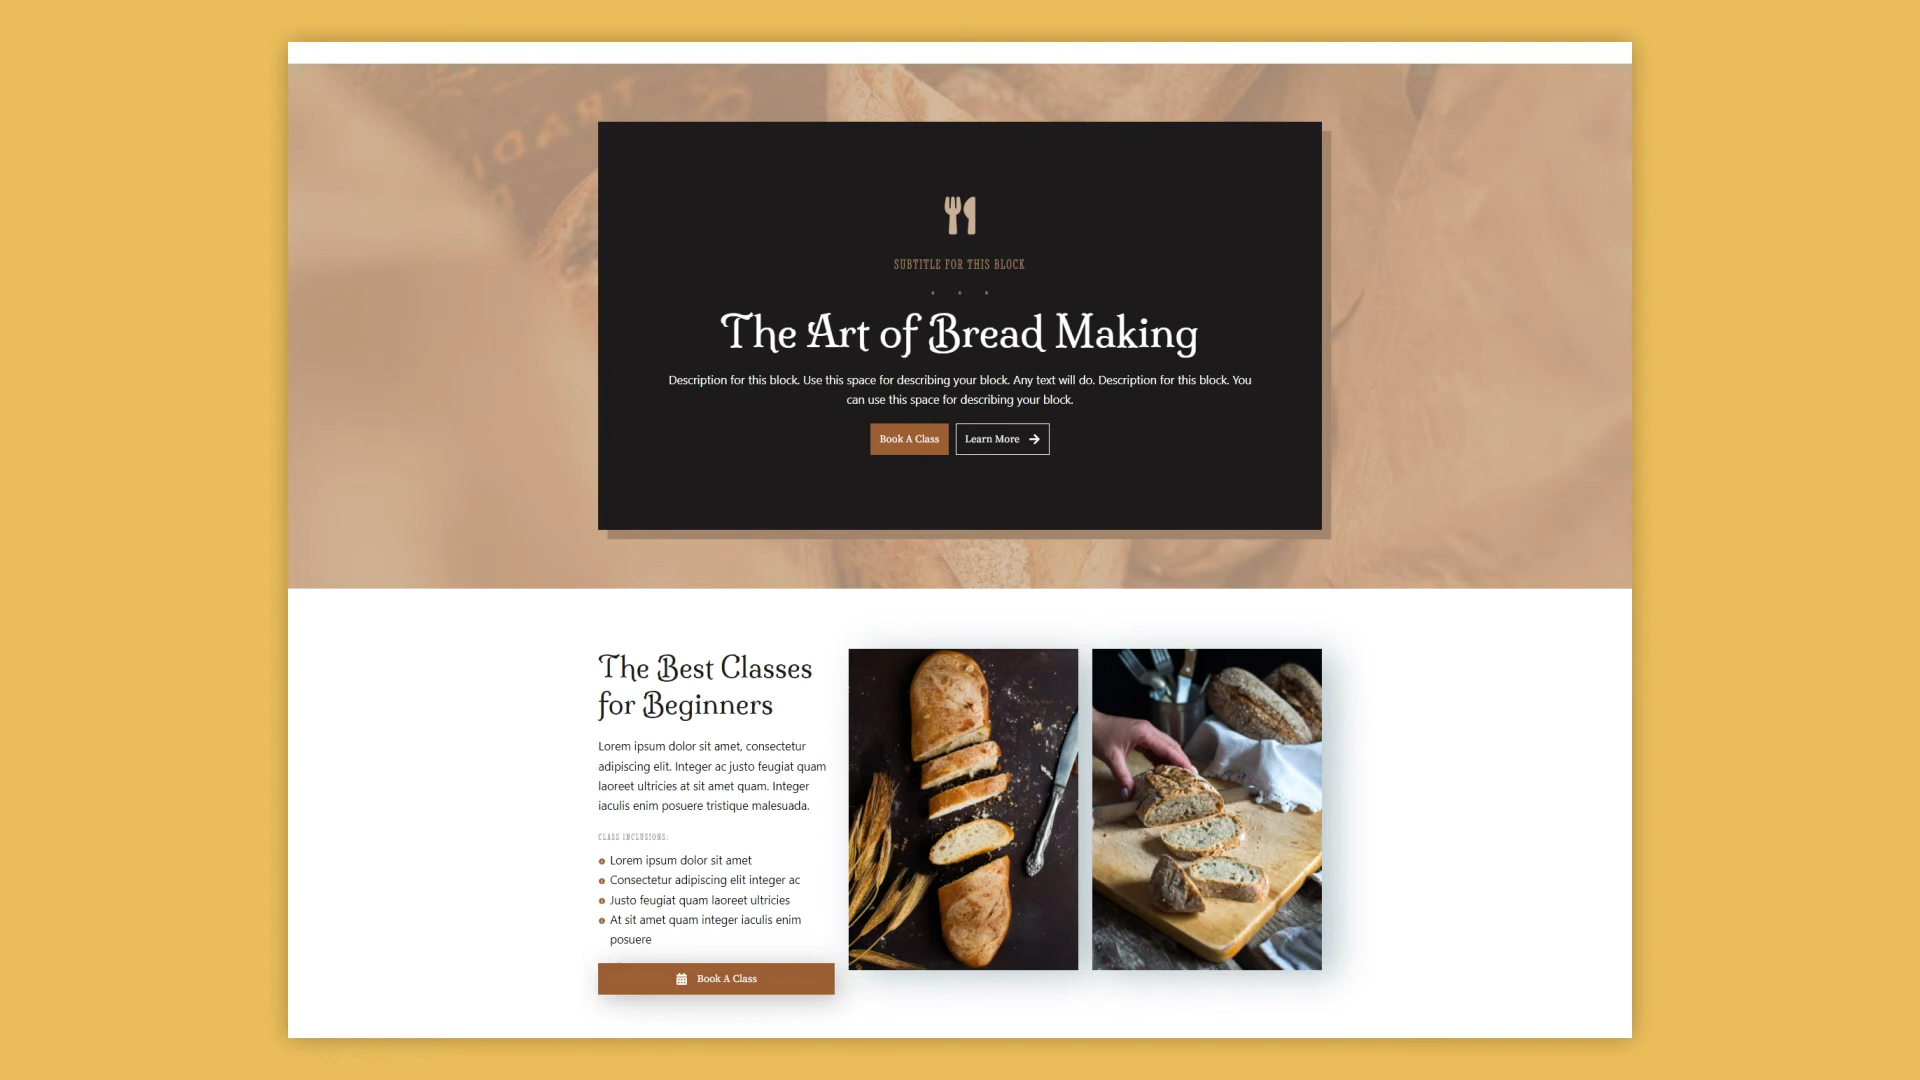 SUBTITLE FOR THIS BLOCK
The Art of Bread Making
Description for this block. Use this space for describing your block. Any text will do. Description for this block. You
can use this space for describing your block.
Book A Class
Learn More
The Best Classes
for Beginners
Lorem ipsum dolor sit amet, consectetur
adipiscing elit. Integer ac justo feugiat quam
laoreet ultricies at sit amet quam. Integer
iaculis enim posuere tristique malesuada.
CLASS INCLUSIONS:
Lorem ipsum dolor sit amet
Consectetur adipiscing elit integer ac
Justo feugiat quam laoreet ultricies
At sit amet quam integer iaculis enim
posuere
Book A Class